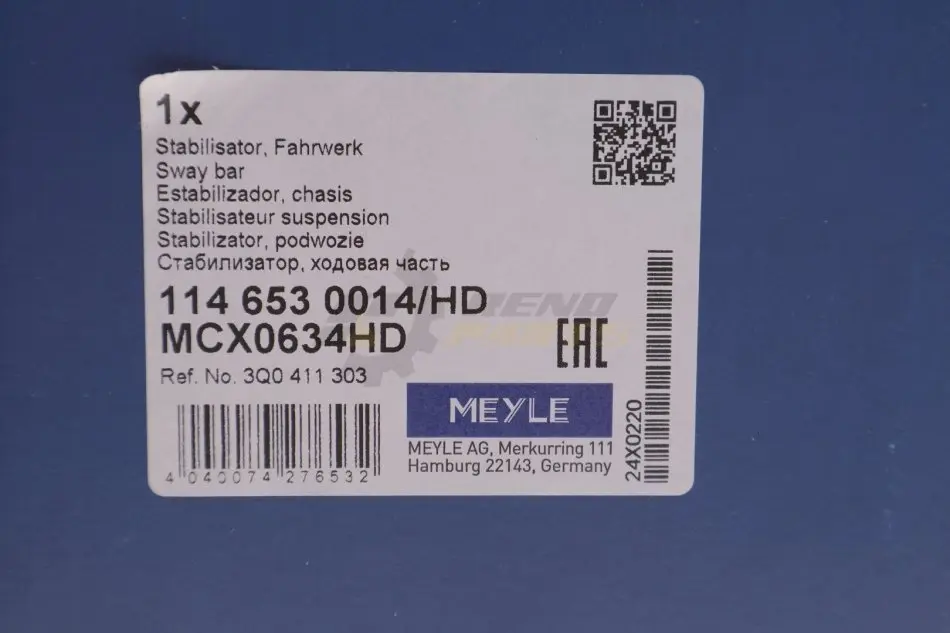 1x
Stabilisator, Fahrwerk
Sway bar
Estabilizador, chasis
Stabilisateur suspension
Stabilizator, podwozie
Стабилизатор, ходовая часть
114 653 0014/HD
MCX0634HD
Ref. No. 3Q0 411 303
EAC
MEYLE
MEYLE AG, Merkurring 111
Hamburg 22143, Germany
4 040074 276532
24X0220